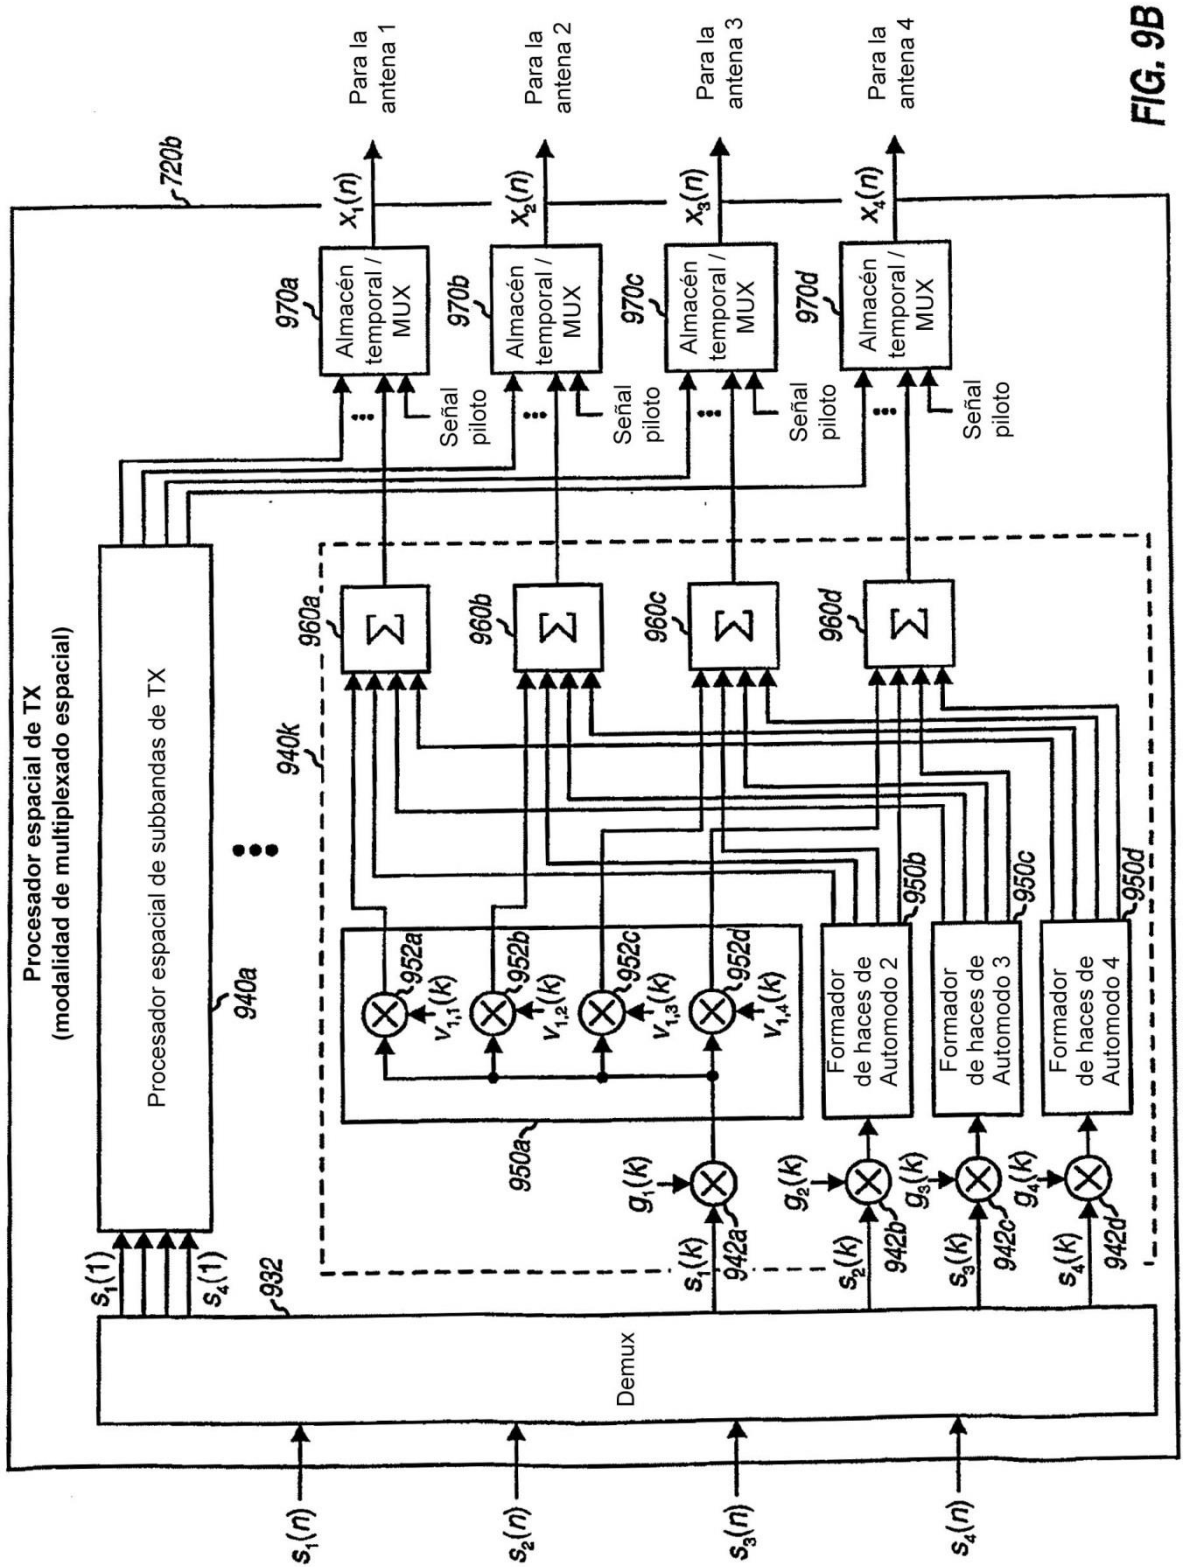 Procesador espacial de TX
(modalidad de multiplexado espacial)
720b
Procesador espacial de subbandas de TX
940a
s₁(1)
s₄(1)
932
Demux
s₁(n)
s₂(n)
s₃(n)
s₄(n)
940k
s₁(k)
g₁(k)
942a
950a
952a
v₁,₁(k)
952b
v₁,₂(k)
952c
v₁,₃(k)
952d
v₁,₄(k)
s₂(k)
g₂(k)
942b
Formador
de haces de
Automodo 2
950b
s₃(k)
g₃(k)
942c
Formador
de haces de
Automodo 3
950c
s₄(k)
g₄(k)
942d
Formador
de haces de
Automodo 4
950d
960a
Σ
960b
Σ
960c
Σ
960d
Σ
970a
Almacén
temporal /
MUX
Señal
piloto
x₁(n)
Para la
antena 1
970b
Almacén
temporal /
MUX
Señal
piloto
x₂(n)
Para la
antena 2
970c
Almacén
temporal /
MUX
Señal
piloto
x₃(n)
Para la
antena 3
970d
Almacén
temporal /
MUX
Señal
piloto
x₄(n)
Para la
antena 4
FIG. 9B